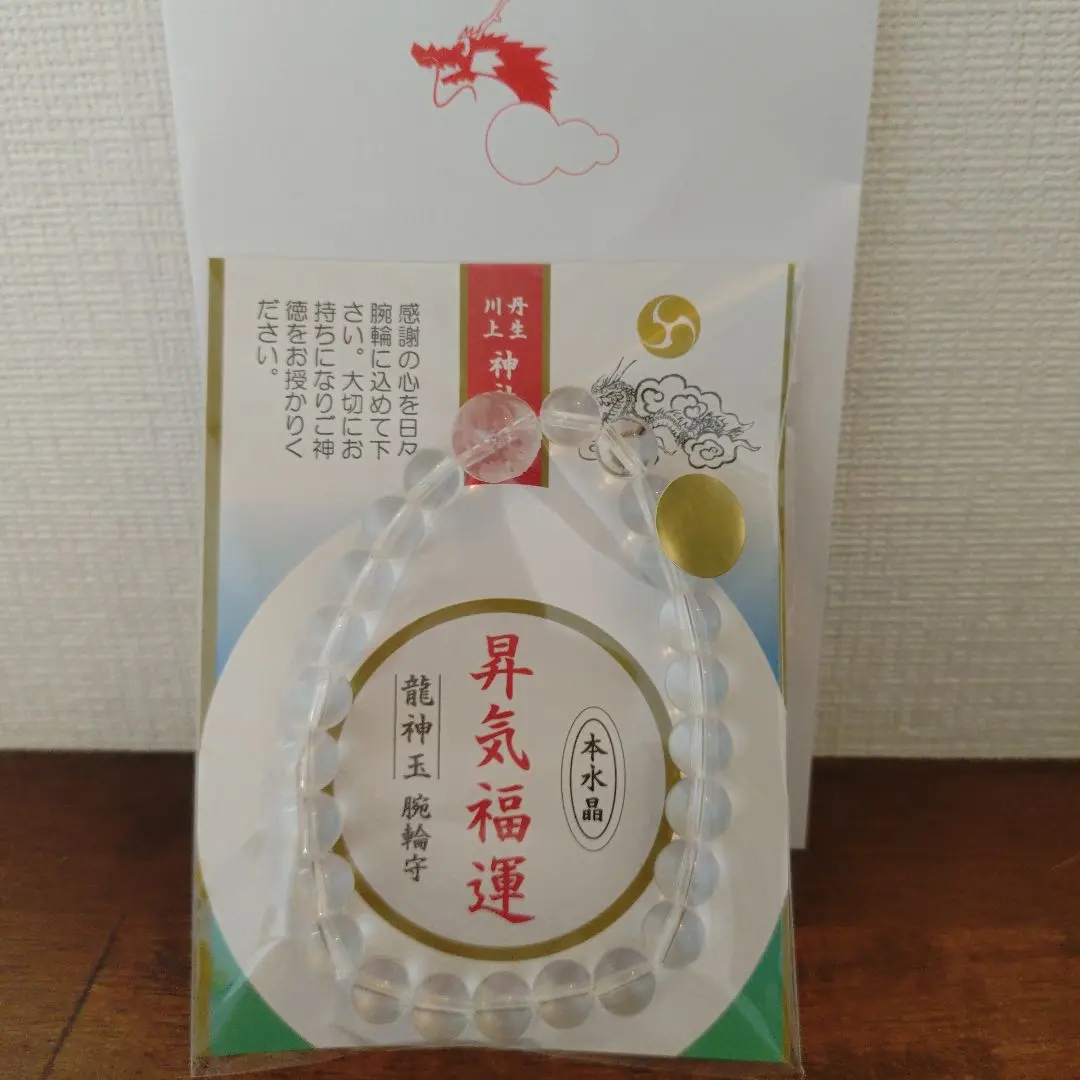 丹生
川上
神社
感謝の心を日々
腕輪に込めて下
さい。大切にお
持ちになりご神
徳をお授かりく
ださい。
本水晶
昇気福運
龍神玉 腕輪守